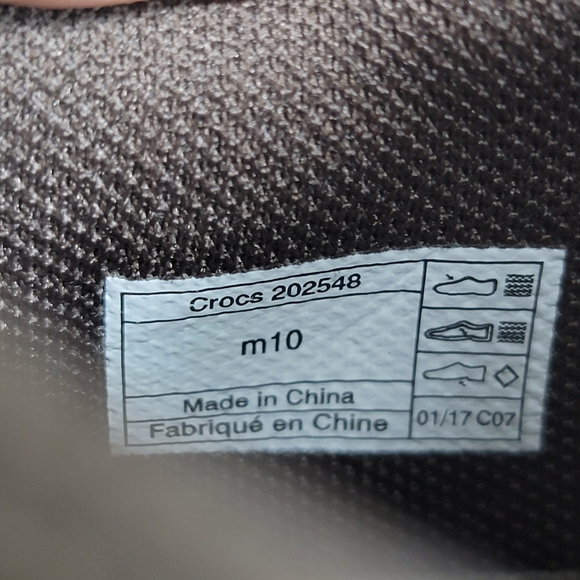 Crocs 202548
m10
Made in China
Fabriqué en Chine
01/17 C07